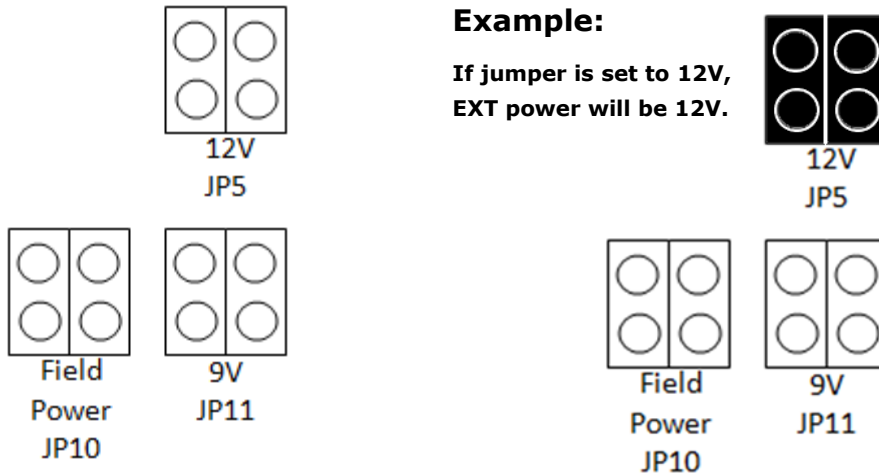 12V
JP5
Field
Power
JP10
9V
JP11
Example:
If jumper is set to 12V,
EXT power will be 12V.
12V
JP5
Field
Power
JP10
9V
JP11